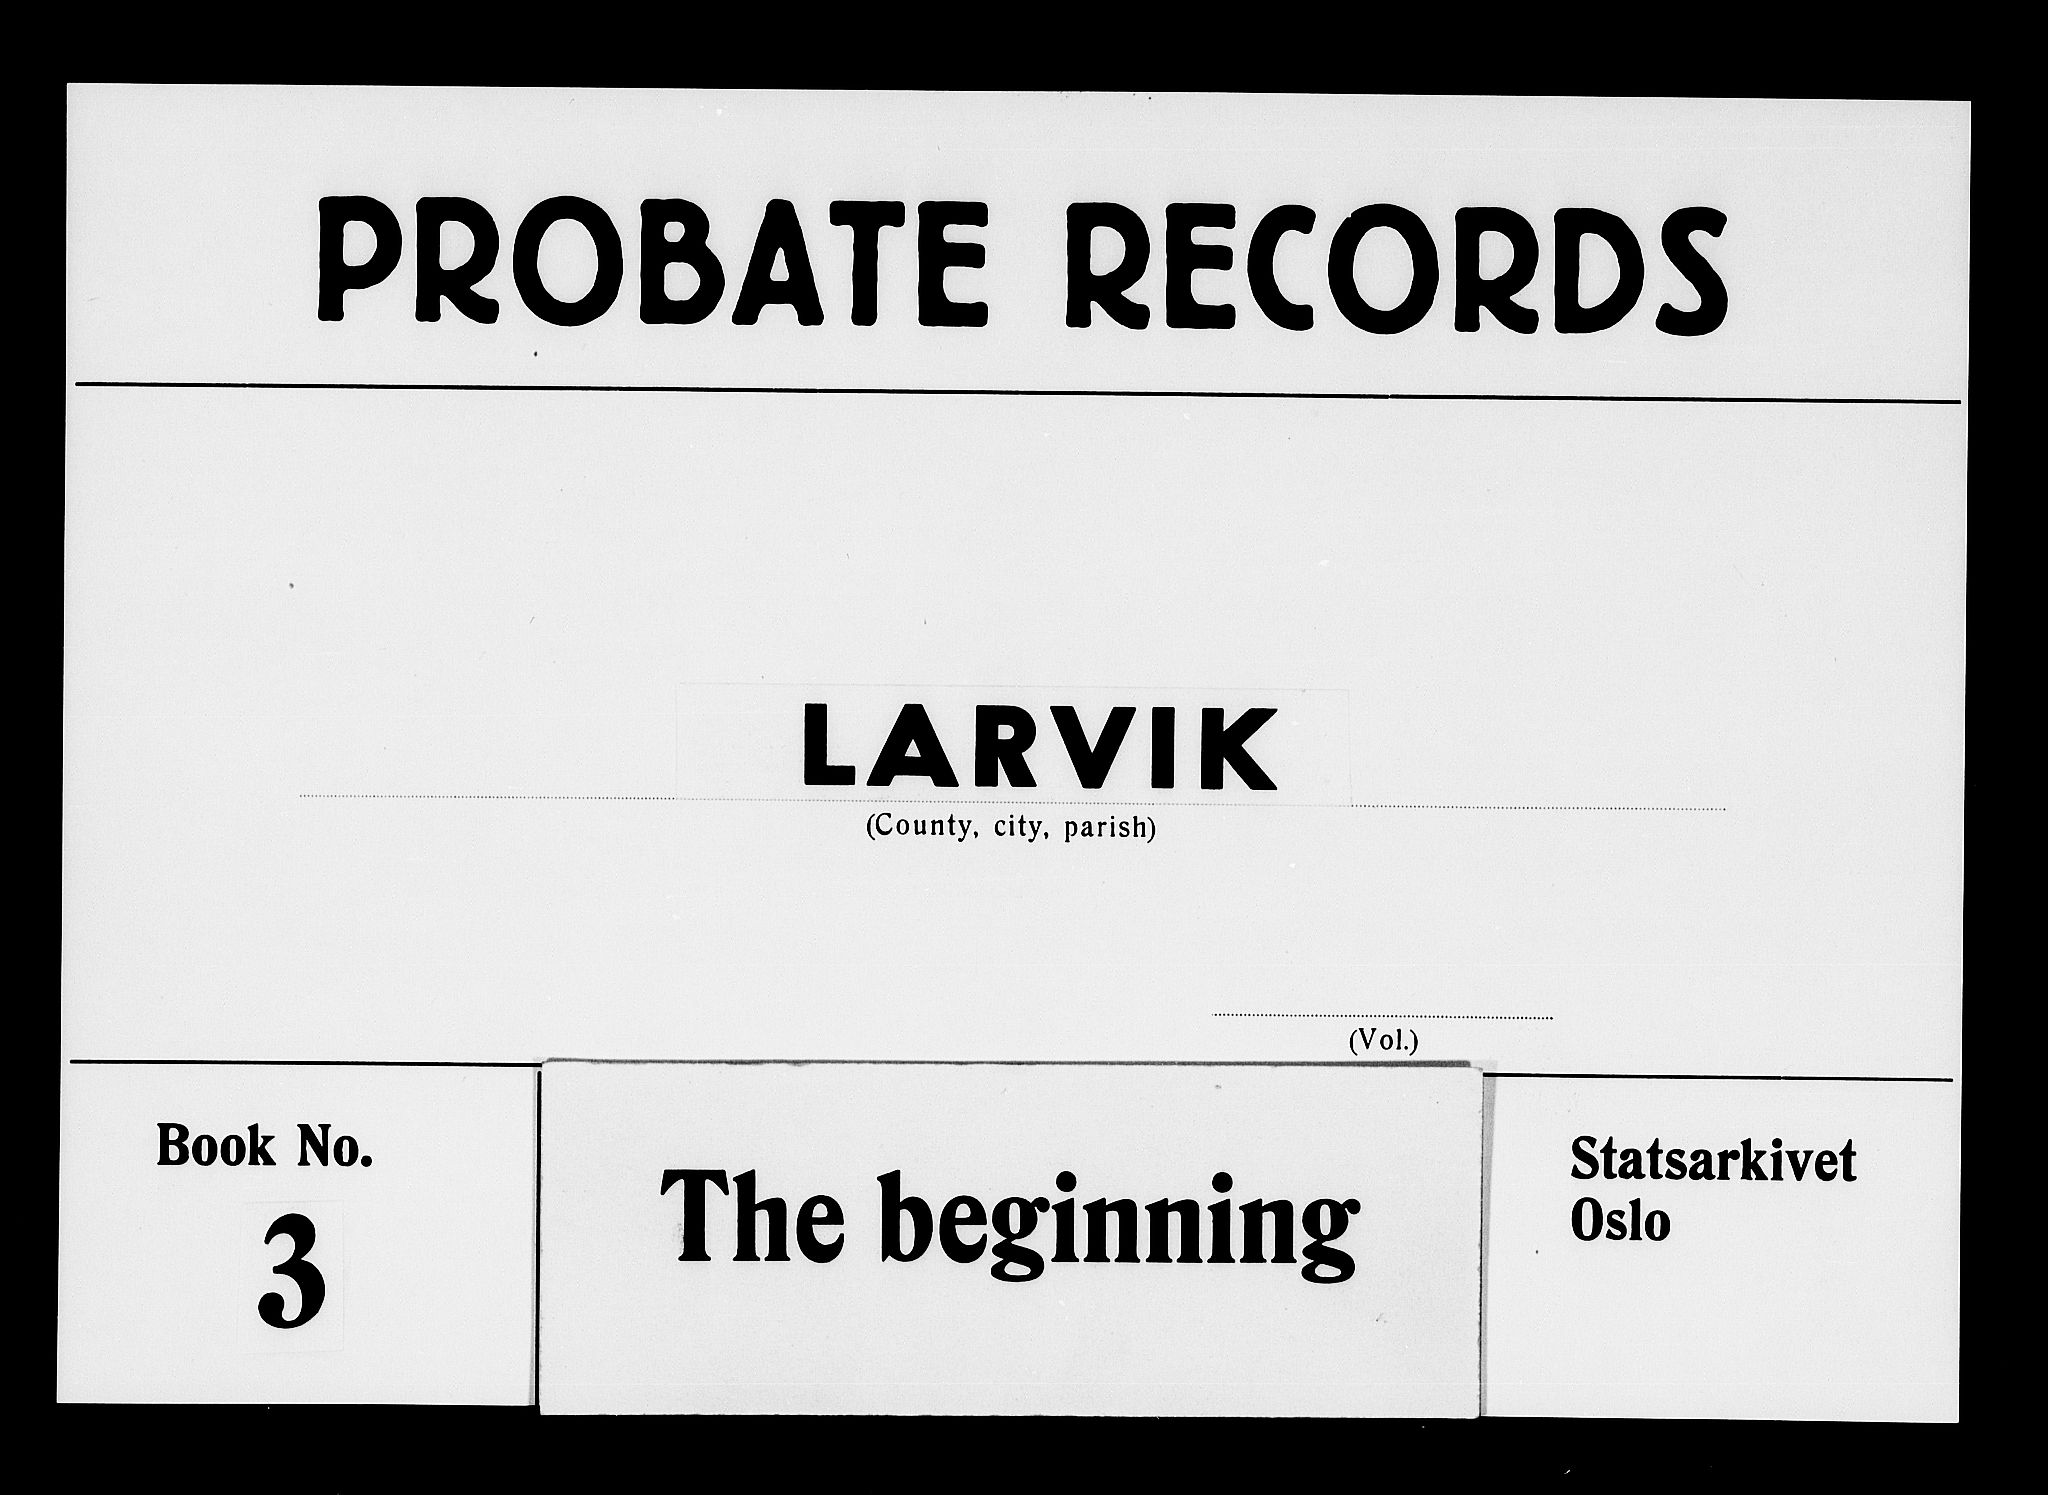 PROBATE RECORDS
LARVIK
(County, city, parish)
(Vol.)
Book No.
3
The beginning
Statsarkivet
Oslo